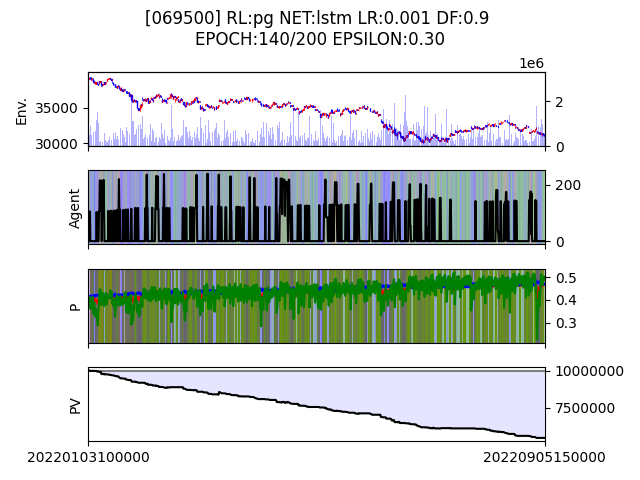 [069500] RL:pg NET:lstm LR:0.001 DF:0.9
EPOCH:140/200 EPSILON:0.30
1e6
Env.
35000
30000
2
0
Agent
200
0
P
0.5
0.4
0.3
PV
10000000
7500000
20220103100000
20220905150000